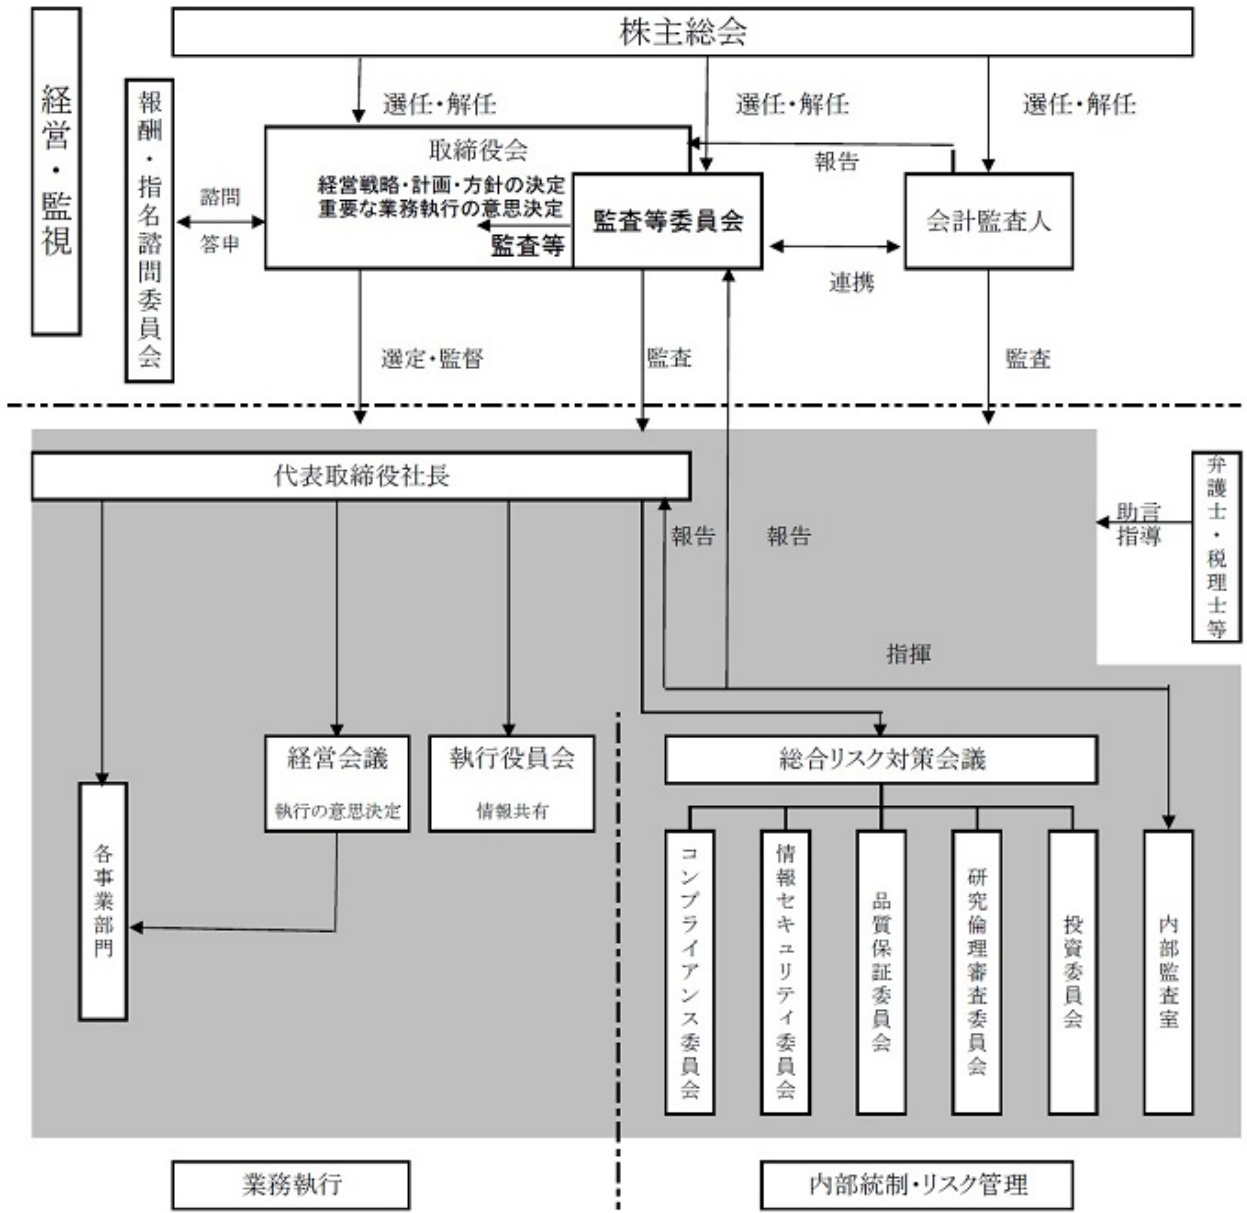 株主総会
経営・監視
報酬・指名諮問委員会
選任・解任
選任・解任
選任・解任
取締役会
経営戦略・計画・方針の決定
重要な業務執行の意思決定
監査等
監査等委員会
報告
会計監査人
諮問
答申
連携
選定・監督
監査
監査
代表取締役社長
弁護士・税理士等
助言
指導
報告
報告
指揮
経営会議
執行の意思決定
執行役員会
情報共有
総合リスク対策会議
各事業部門
コンプライアンス委員会
情報セキュリティ委員会
品質保証委員会
研究倫理審査委員会
投資委員会
内部監査室
業務執行
内部統制・リスク管理